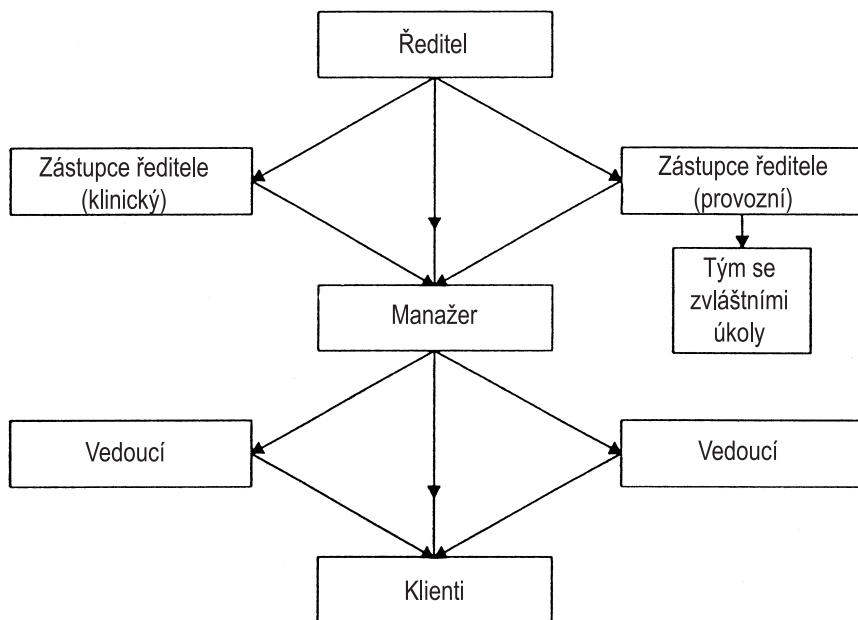 Ředitel
Zástupce ředitele
(klinický)
Zástupce ředitele
(provozní)
Tým se
zvláštními
úkoly
Manažer
Vedoucí
Vedoucí
Klienti